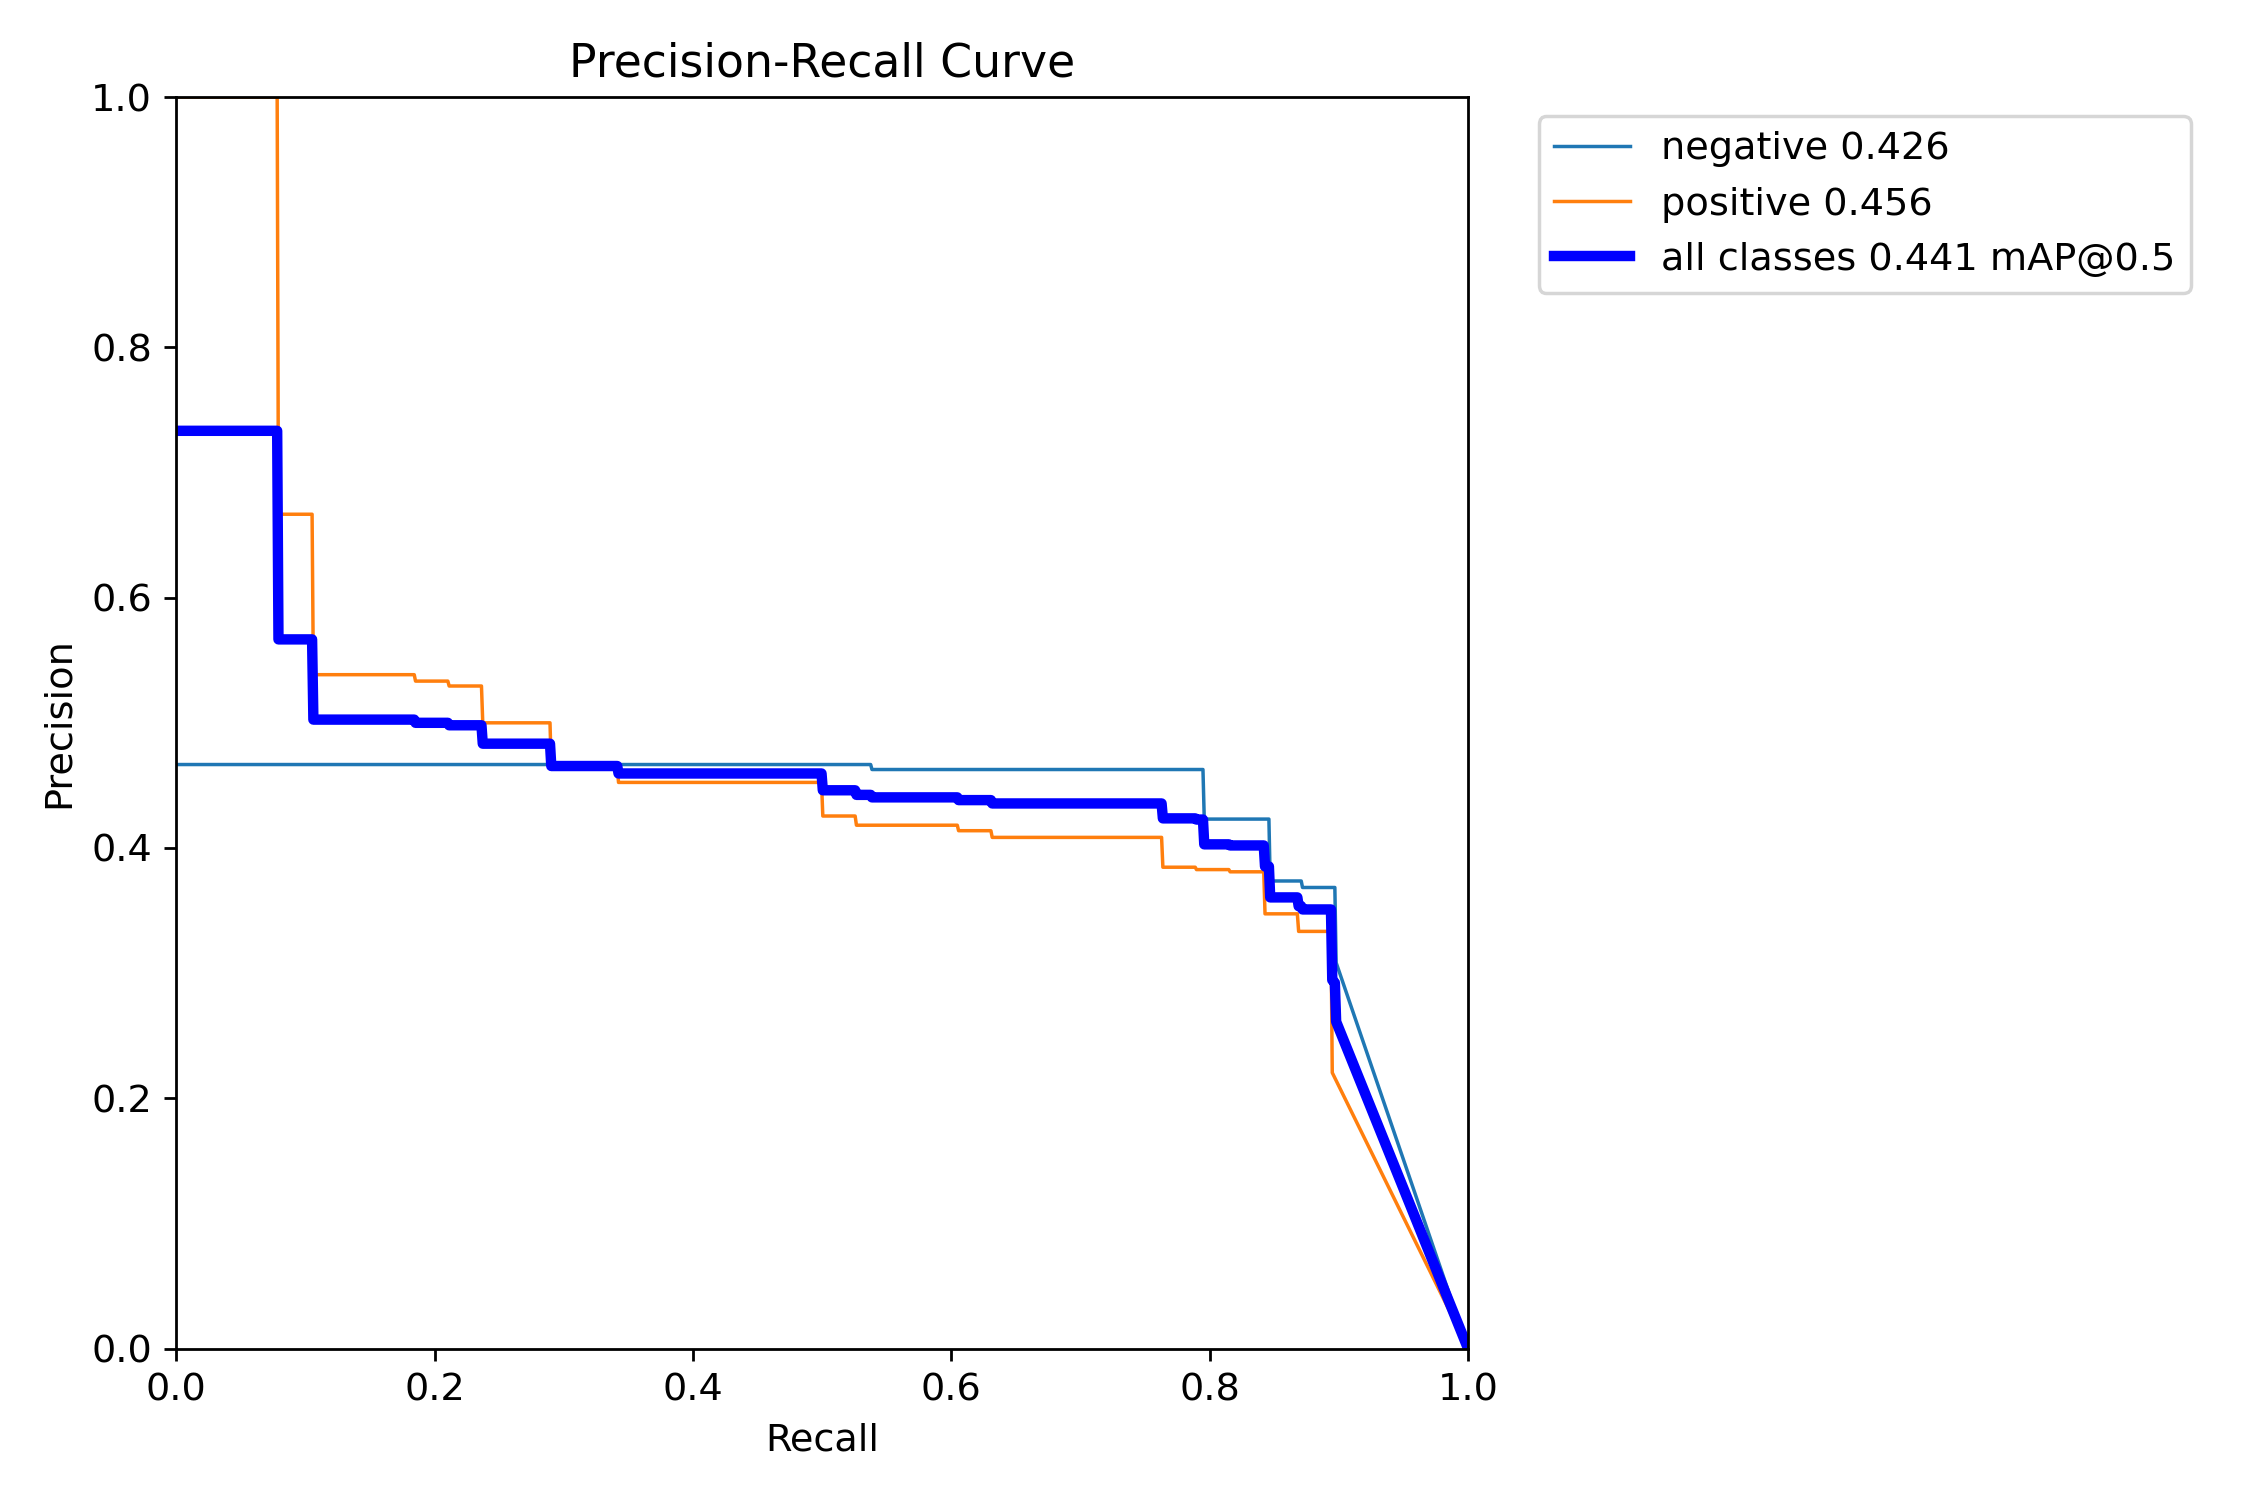 Precision-Recall Curve
1.0
0.8
0.6
0.4
0.2
0.0
Precision
0.0 0.2 0.4 0.6 0.8 1.0
Recall
negative 0.426
positive 0.456
all classes 0.441 mAP@0.5